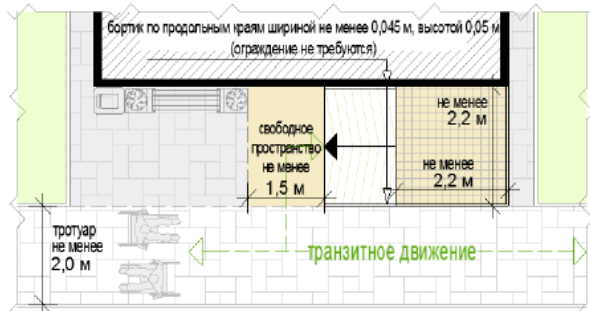 бортик по продольным краям шириной не менее 0,045 м, высотой 0,05 м
(ограждение не требуются)
не менее
2,2 м
свободное
пространство
не менее
1,5 м
не менее
2,2 м
тротуар
не менее
2,0 м
транзитное движение